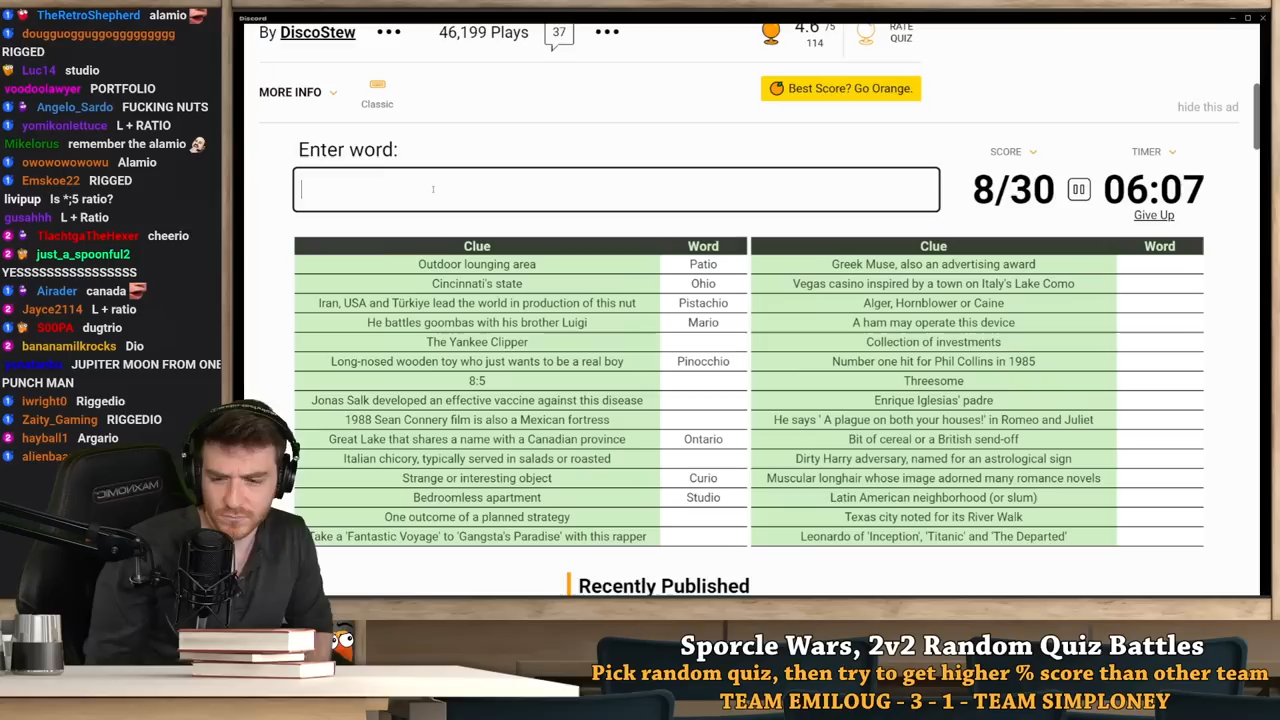 TheRetroShepherd alamio
dougguogguggoggggggggg
RIGGED
Luc14 studio
voodoolawyer PORTFOLIO
Angelo_Sardo FUCKING NUTS
yomikonlettuce L + RATIO
Mikelorus remember the alamio
owowowowowu Alamio
Emskoe22 RIGGED
livipup Is *;5 ratio?
gusahhh L + Ratio
TlachtgaTheHexer cheerio
just_a_spoonful2
YESSSSSSSSSSSSSSSS
Airader canada
Jayce2114 L + ratio
S00PA dugtrio
bananamilkrocks Dio
JUPITER MOON FROM ONE
PUNCH MAN
iwright0 Riggedio
Zaity_Gaming RIGGEDIO
hayball1 Argario
Discord
By DiscoStew ••• 46,199 Plays 37 •••
4.6 /5
114
RATE
QUIZ
MORE INFO
Classic
Best Score? Go Orange.
hide this ad
Enter word:
SCORE
TIMER
8/30 06:07
Give Up
Clue Word Clue Word
Outdoor lounging area Patio Greek Muse, also an advertising award
Cincinnati's state Ohio Vegas casino inspired by a town on Italy's Lake Como
Iran, USA and Türkiye lead the world in production of this nut Pistachio Alger, Hornblower or Caine
He battles goombas with his brother Luigi Mario A ham may operate this device
The Yankee Clipper Collection of investments
Long-nosed wooden toy who just wants to be a real boy Pinocchio Number one hit for Phil Collins in 1985
8:5 Threesome
Jonas Salk developed an effective vaccine against this disease Enrique Iglesias' padre
1988 Sean Connery film is also a Mexican fortress He says ' A plague on both your houses!' in Romeo and Juliet
Great Lake that shares a name with a Canadian province Ontario Bit of cereal or a British send-off
Italian chicory, typically served in salads or roasted Dirty Harry adversary, named for an astrological sign
Strange or interesting object Curio Muscular longhair whose image adorned many romance novels
Bedroomless apartment Studio Latin American neighborhood (or slum)
One outcome of a planned strategy Texas city noted for its River Walk
Take a 'Fantastic Voyage' to 'Gangsta's Paradise' with this rapper Leonardo of 'Inception', 'Titanic' and 'The Departed'
Recently Published
MAXNOMIC
Sporcle Wars, 2v2 Random Quiz Battles
Pick random quiz, then try to get higher % score than other team
TEAM EMILOUG - 3 - 1 - TEAM SIMPLONEY